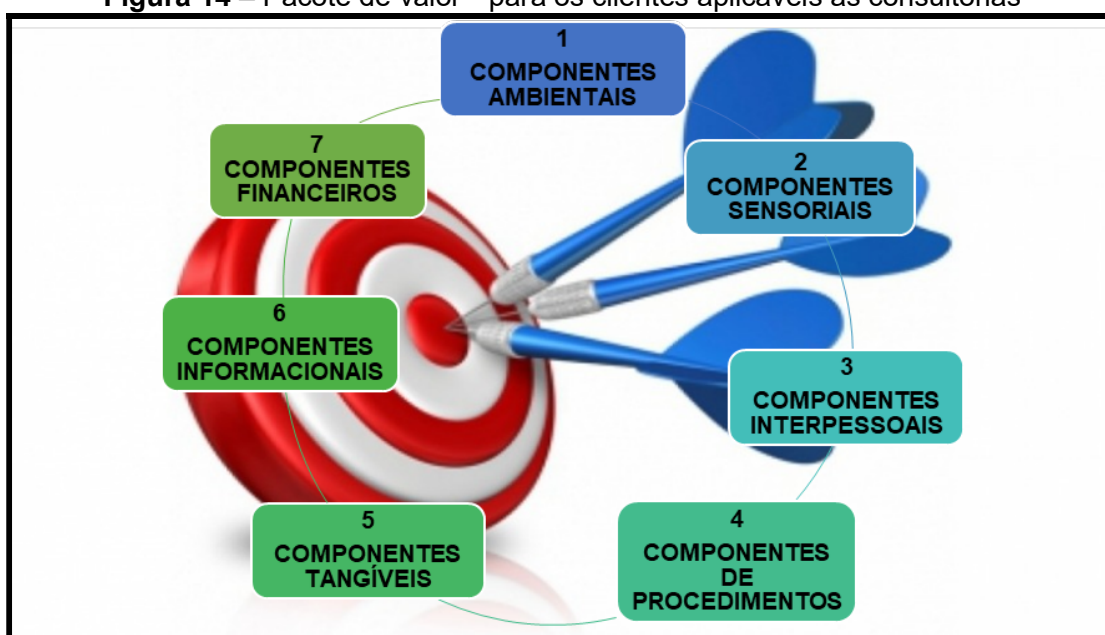 Figura 14 – Pacote de valor para os clientes aplicáveis às consultorias
1
COMPONENTES
AMBIENTAIS
2
COMPONENTES
SENSORIAIS
3
COMPONENTES
INTERPESSOAIS
4
COMPONENTES
DE
PROCEDIMENTOS
5
COMPONENTES
TANGÍVEIS
6
COMPONENTES
INFORMACIONAIS
7
COMPONENTES
FINANCEIROS